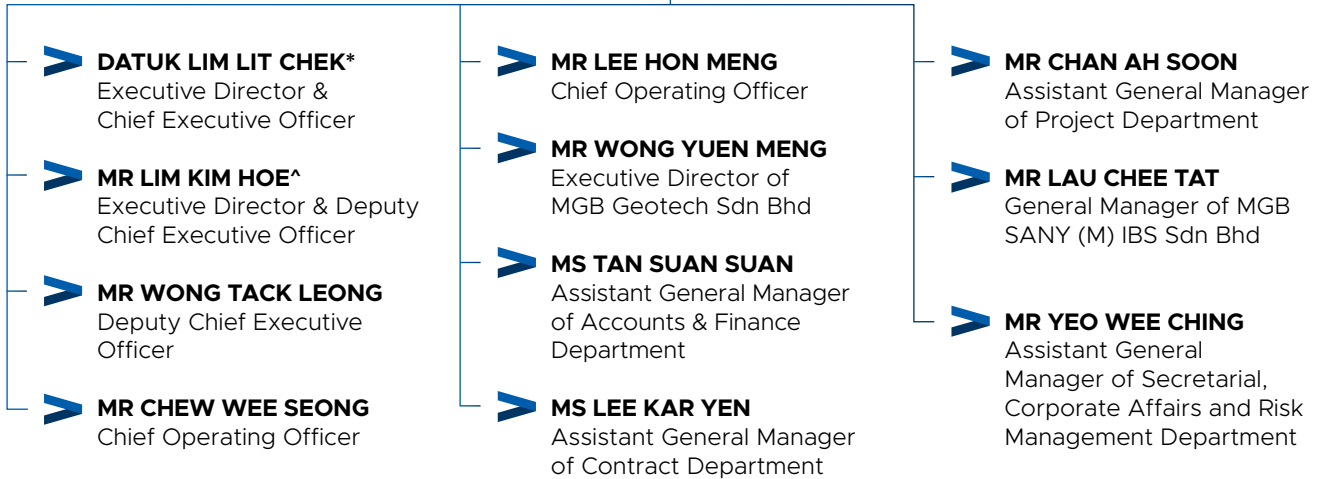 DATUK LIM LIT CHEK*
Executive Director &
Chief Executive Officer
MR LIM KIM HOE^
Executive Director & Deputy
Chief Executive Officer
MR WONG TACK LEONG
Deputy Chief Executive
Officer
MR CHEW WEE SEONG
Chief Operating Officer
MR LEE HON MENG
Chief Operating Officer
MR WONG YUEN MENG
Executive Director of
MGB Geotech Sdn Bhd
MS TAN SUAN SUAN
Assistant General Manager
of Accounts & Finance
Department
MS LEE KAR YEN
Assistant General Manager
of Contract Department
MR CHAN AH SOON
Assistant General Manager
of Project Department
MR LAU CHEE TAT
General Manager of MGB
SANY (M) IBS Sdn Bhd
MR YEO WEE CHING
Assistant General
Manager of Secretarial,
Corporate Affairs and Risk
Management Department